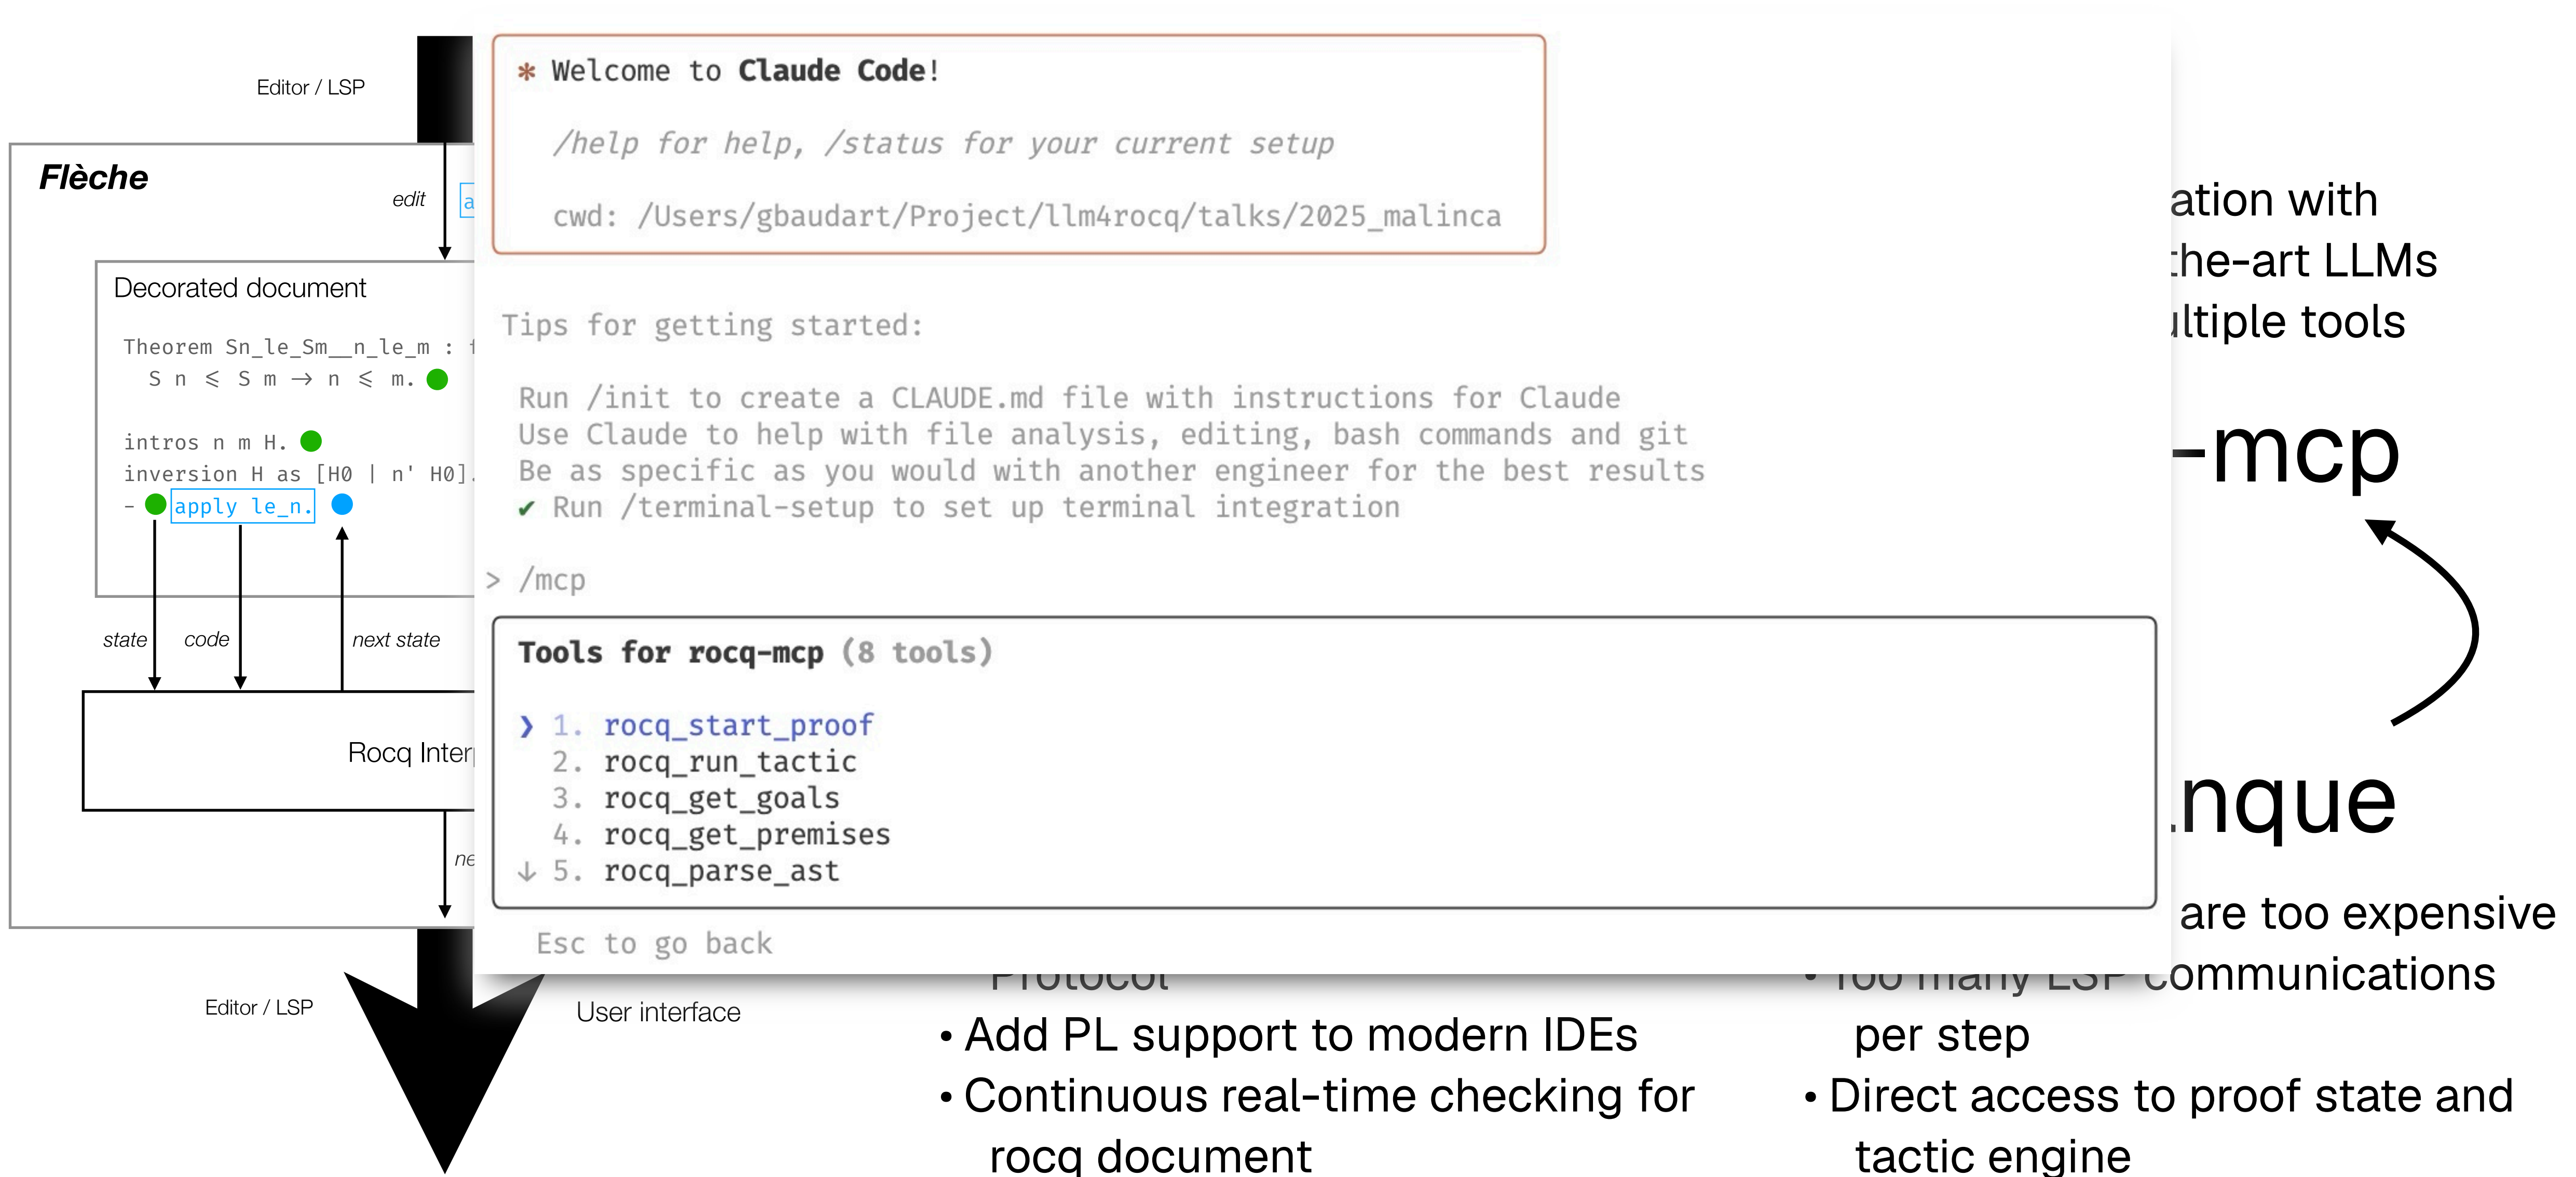 Editor / LSP
Flèche
edit
a
Decorated document
Theorem Sn_le_Sm__n_le_m :
S n ⩽ S m → n ⩽ m.
intros n m H.
inversion H as [H0 | n' H0].
- apply le_n.
state
code
next state
Rocq Inter
ne
Editor / LSP
User interface
* Welcome to Claude Code!
/help for help, /status for your current setup
cwd: /Users/gbaudart/Project/llm4rocq/talks/2025_malinca
Tips for getting started:
Run /init to create a CLAUDE.md file with instructions for Claude
Use Claude to help with file analysis, editing, bash commands and git
Be as specific as you would with another engineer for the best results
✔ Run /terminal-setup to set up terminal integration
> /mcp
Tools for rocq-mcp (8 tools)
❯ 1. rocq_start_proof
2. rocq_run_tactic
3. rocq_get_goals
4. rocq_get_premises
↓ 5. rocq_parse_ast
Esc to go back
Protocol
• Add PL support to modern IDEs
• Continuous real-time checking for
rocq document
ation with
the-art LLMs
ultiple tools
-mcp
nque
are too expensive
• Too many LSP communications
per step
• Direct access to proof state and
tactic engine